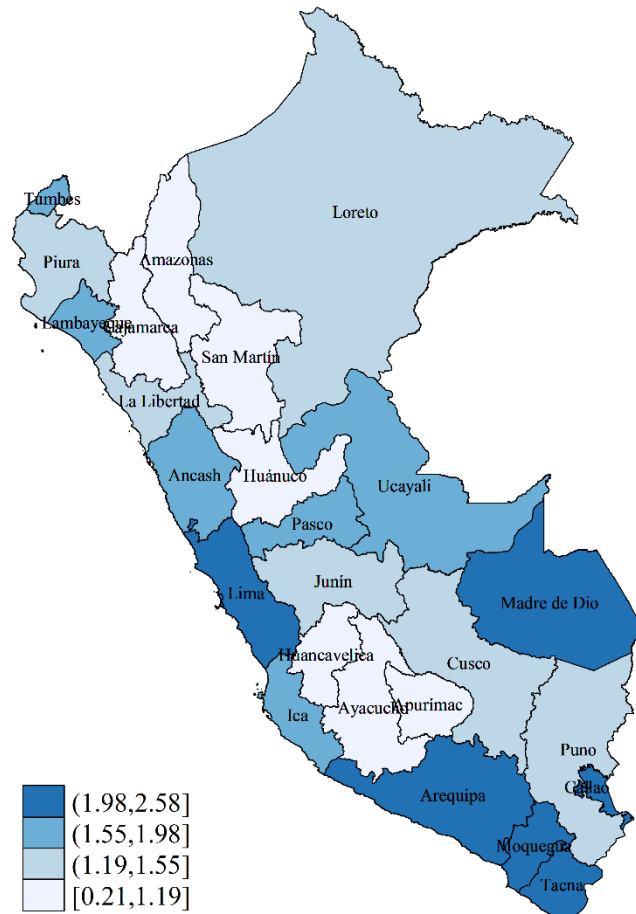 Tumbes
Loreto
Piura
Amazonas
Lambayeque
Cajamarca
San Martín
La Libertad
Ancash
Huánuco
Ucayali
Pasco
Junín
Lima
Madre de Dio
Huancavelica
Cusco
Apurímac
Ayacucho
Ica
Puno
Callao
Arequipa
Moquegua
Tacna
(1.98,2.58]
(1.55,1.98]
(1.19,1.55]
[0.21,1.19]